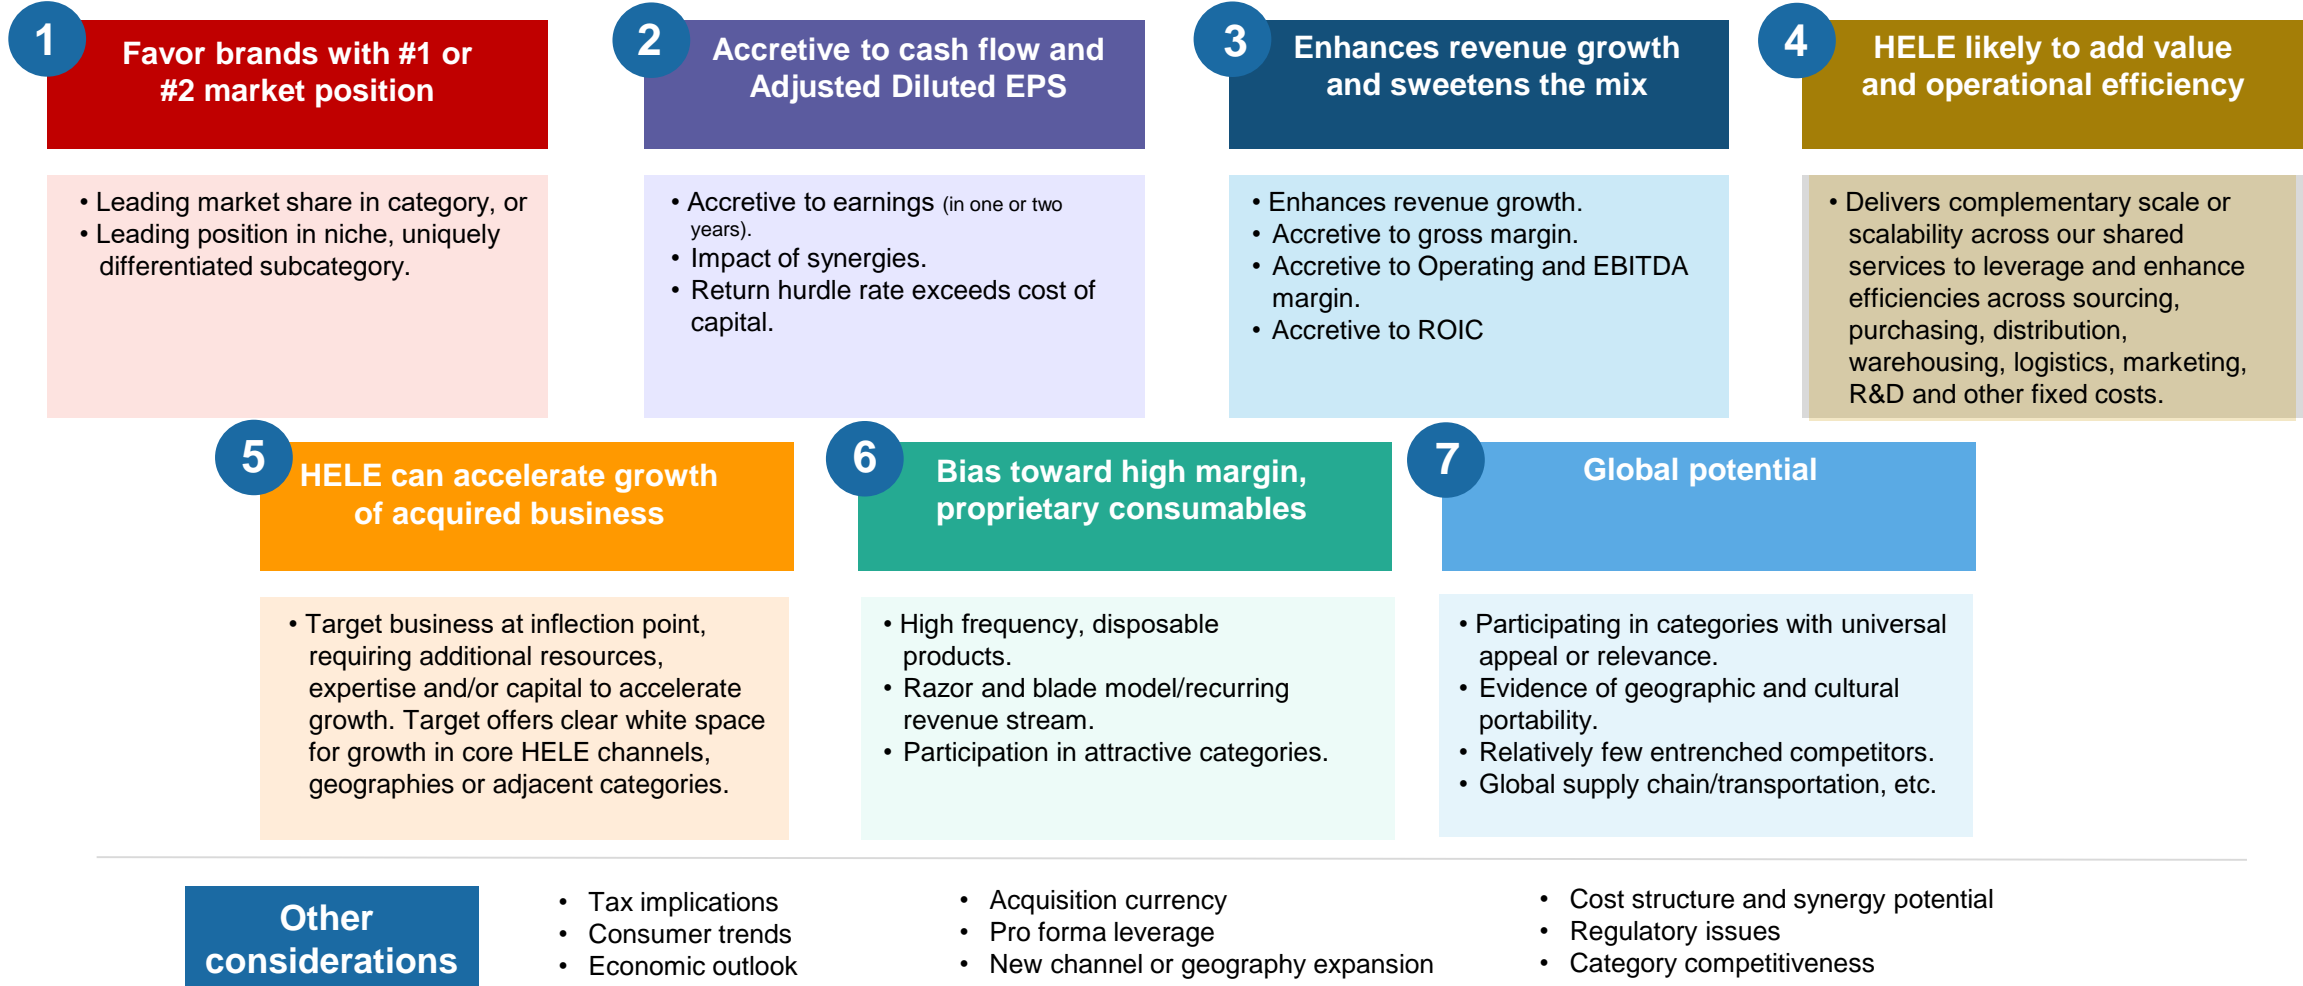 1
Favor brands with #1 or
#2 market position
• Leading market share in category, or
• Leading position in niche, uniquely
differentiated subcategory.
2
Accretive to cash flow and
Adjusted Diluted EPS
• Accretive to earnings (in one or two
years).
• Impact of synergies.
• Return hurdle rate exceeds cost of
capital.
3
Enhances revenue growth
and sweetens the mix
• Enhances revenue growth.
• Accretive to gross margin.
• Accretive to Operating and EBITDA
margin.
• Accretive to ROIC
4
HELE likely to add value
and operational efficiency
• Delivers complementary scale or
scalability across our shared
services to leverage and enhance
efficiencies across sourcing,
purchasing, distribution,
warehousing, logistics, marketing,
R&D and other fixed costs.
5
HELE can accelerate growth
of acquired business
• Target business at inflection point,
requiring additional resources,
expertise and/or capital to accelerate
growth. Target offers clear white space
for growth in core HELE channels,
geographies or adjacent categories.
6
Bias toward high margin,
proprietary consumables
• High frequency, disposable
products.
• Razor and blade model/recurring
revenue stream.
• Participation in attractive categories.
7
Global potential
• Participating in categories with universal
appeal or relevance.
• Evidence of geographic and cultural
portability.
• Relatively few entrenched competitors.
• Global supply chain/transportation, etc.
Other
considerations
• Tax implications
• Consumer trends
• Economic outlook
• Acquisition currency
• Pro forma leverage
• New channel or geography expansion
• Cost structure and synergy potential
• Regulatory issues
• Category competitiveness